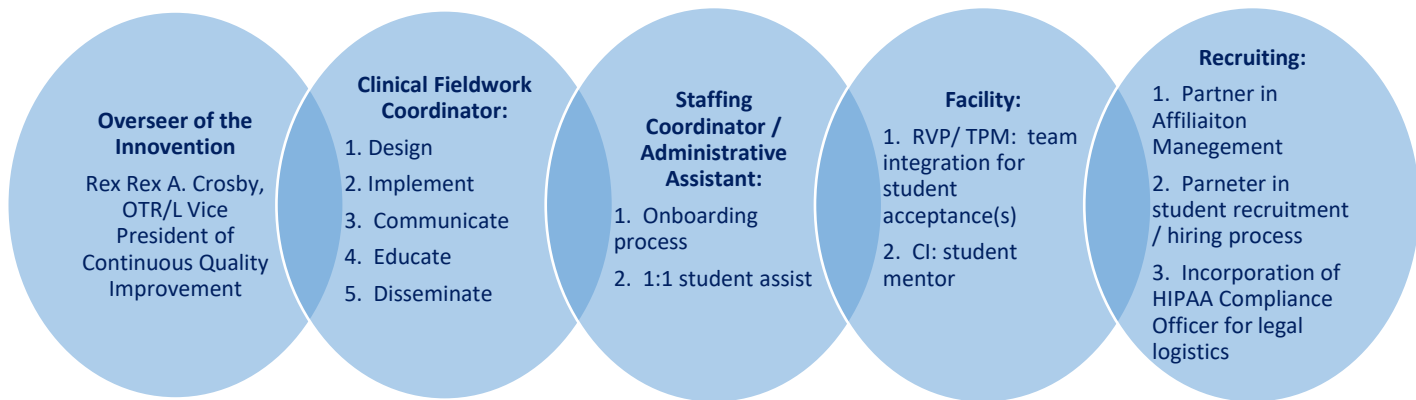 Overseer of the
Innovention
Rex Rex A. Crosby,
OTR/L Vice
President of
Continuous Quality
Improvement
Clinical Fieldwork
Coordinator:
1. Design
2. Implement
3. Communicate
4. Educate
5. Disseminate
Staffing
Coordinator /
Administrative
Assistant:
1. Onboarding
process
2. 1:1 student assist
Facility:
1. RVP/ TPM: team
integration for
student
acceptance(s)
2. CI: student
mentor
Recruiting:
1. Partner in
Affiliaiton
Manegement
2. Parneter in
student recruitment
/ hiring process
3. Incorporation of
HIPAA Compliance
Officer for legal
logistics